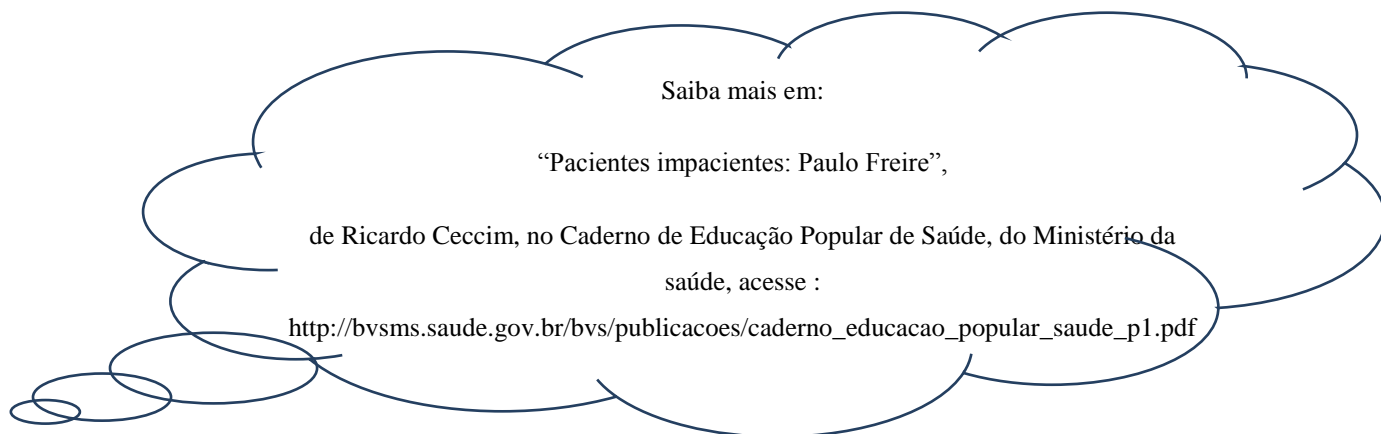 Saiba mais em:
“Pacientes impacientes: Paulo Freire”,
de Ricardo Ceccim, no Caderno de Educação Popular de Saúde, do Ministério da
saúde, acesse :
http://bvsms.saude.gov.br/bvs/publicacoes/caderno_educacao_popular_saude_p1.pdf